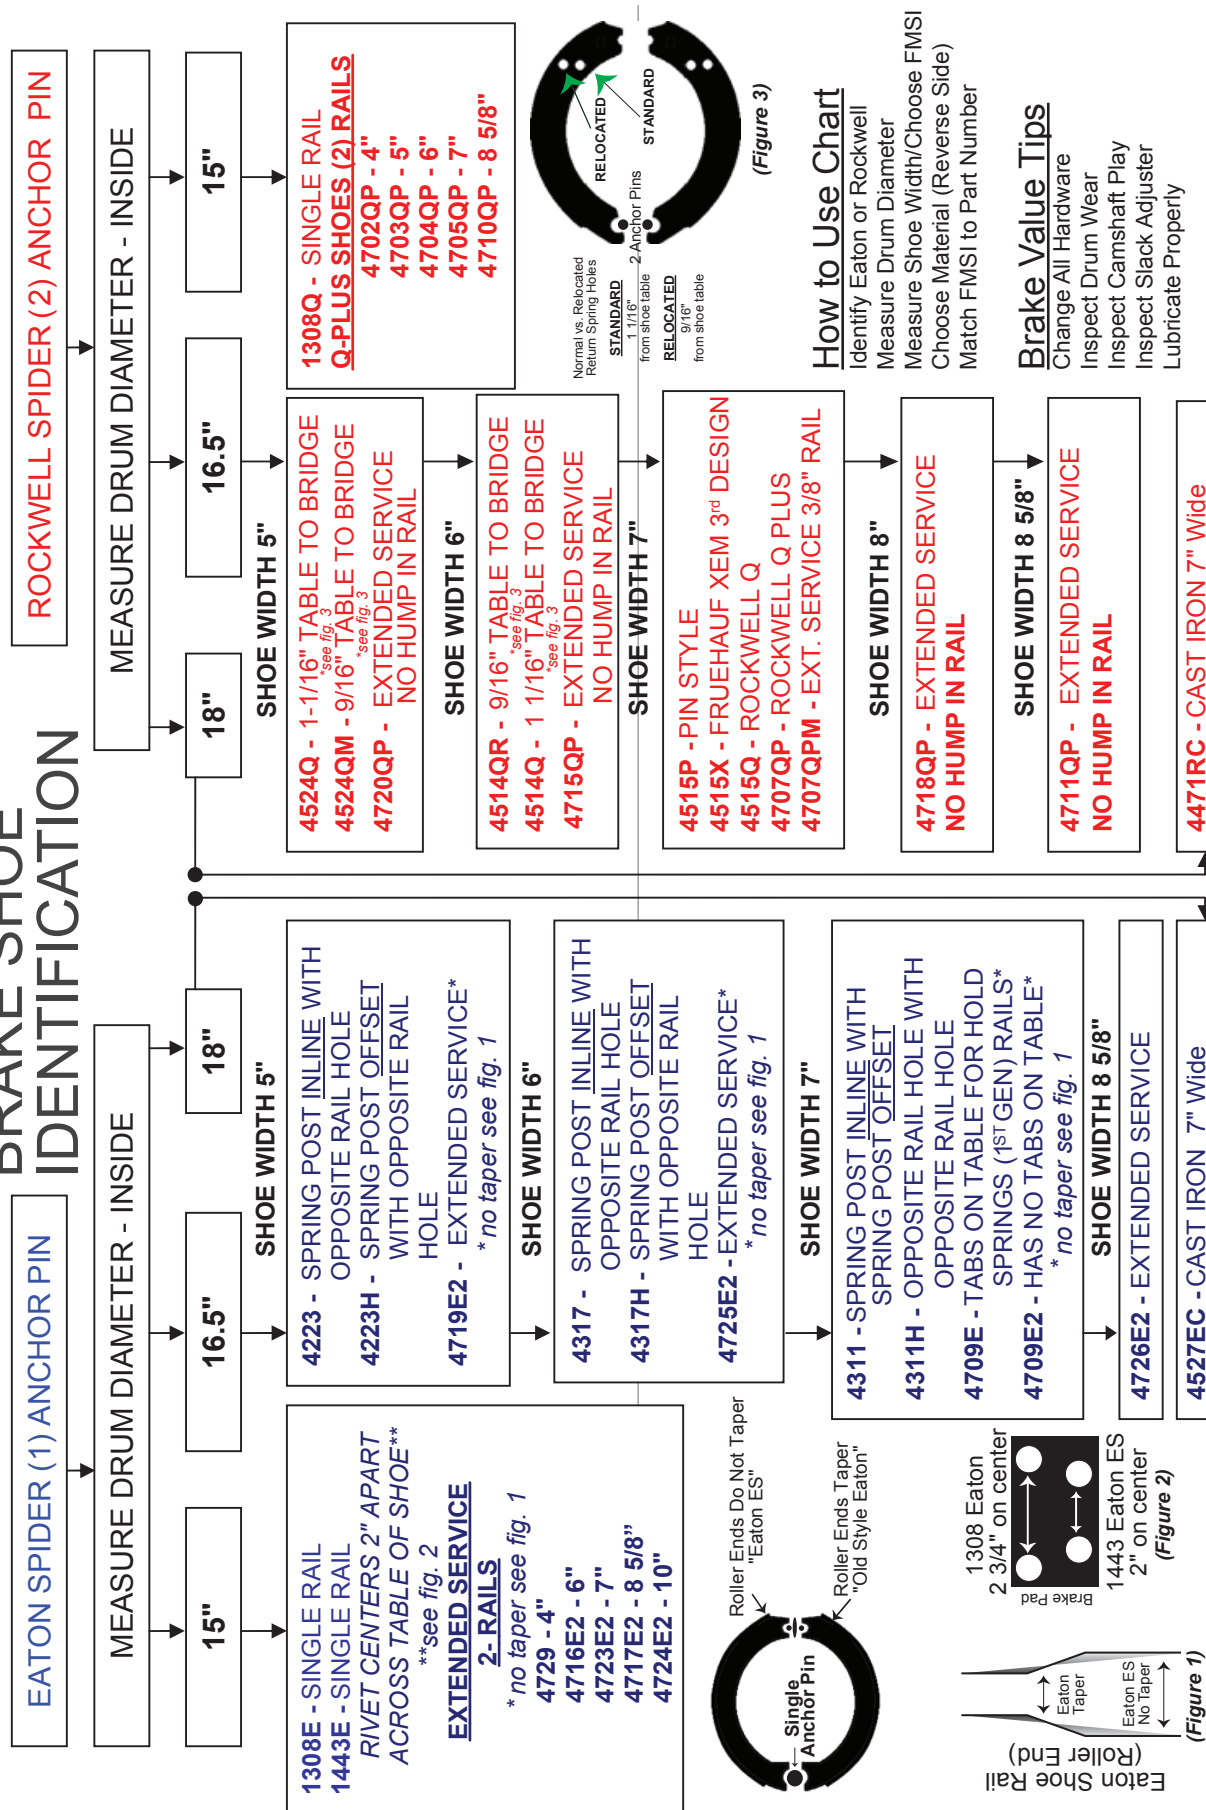 BRAKE SHOE
IDENTIFICATION
EATON SPIDER (1) ANCHOR PIN
MEASURE DRUM DIAMETER - INSIDE
15"
16.5"
18"
1308E - SINGLE RAIL
1443E - SINGLE RAIL
RIVET CENTERS 2" APART
ACROSS TABLE OF SHOE**
**see fig. 2
EXTENDED SERVICE
2- RAILS
* no taper see fig. 1
4729 - 4"
4716E2 - 6"
4723E2 - 7"
4717E2 - 8 5/8"
4724E2 - 10"
SHOE WIDTH 5"
4223 - SPRING POST INLINE WITH
OPPOSITE RAIL HOLE
4223H - SPRING POST OFFSET
WITH OPPOSITE RAIL
HOLE
4719E2 - EXTENDED SERVICE*
* no taper see fig. 1
SHOE WIDTH 6"
4317 - SPRING POST INLINE WITH
OPPOSITE RAIL HOLE
4317H - SPRING POST OFFSET
WITH OPPOSITE RAIL
HOLE
4725E2 - EXTENDED SERVICE*
* no taper see fig. 1
SHOE WIDTH 7"
4311 - SPRING POST INLINE WITH
SPRING POST OFFSET
4311H - OPPOSITE RAIL HOLE WITH
OPPOSITE RAIL HOLE
4709E - TABS ON TABLE FOR HOLD
SPRINGS (1ST GEN) RAILS*
4709E2 - HAS NO TABS ON TABLE*
* no taper see fig. 1
SHOE WIDTH 8 5/8"
4726E2 - EXTENDED SERVICE
4527EC - CAST IRON 7" Wide
Roller Ends Do Not Taper
"Eaton ES"
Single
Anchor Pin
Roller Ends Taper
"Old Style Eaton"
Eaton Shoe Rail
(Roller End)
Eaton
Taper
Eaton ES
No Taper
(Figure 1)
1308 Eaton
2 3/4" on center
Brake Pad
1443 Eaton ES
2" on center
(Figure 2)
ROCKWELL SPIDER (2) ANCHOR PIN
MEASURE DRUM DIAMETER - INSIDE
18"
16.5"
15"
SHOE WIDTH 5"
4524Q - 1-1/16" TABLE TO BRIDGE
*see fig. 3
4524QM - 9/16" TABLE TO BRIDGE
*see fig. 3
4720QP - EXTENDED SERVICE
NO HUMP IN RAIL
SHOE WIDTH 6"
4514QR - 9/16" TABLE TO BRIDGE
*see fig. 3
4514Q - 1 1/16" TABLE TO BRIDGE
*see fig. 3
4715QP - EXTENDED SERVICE
NO HUMP IN RAIL
SHOE WIDTH 7"
4515P - PIN STYLE
4515X - FRUEHAUF XEM 3rd DESIGN
4515Q - ROCKWELL Q
4707QP - ROCKWELL Q PLUS
4707QPM - EXT. SERVICE 3/8" RAIL
SHOE WIDTH 8"
4718QP - EXTENDED SERVICE
NO HUMP IN RAIL
SHOE WIDTH 8 5/8"
4711QP - EXTENDED SERVICE
NO HUMP IN RAIL
4471RC - CAST IRON 7" Wide
1308Q - SINGLE RAIL
Q-PLUS SHOES (2) RAILS
4702QP - 4"
4703QP - 5"
4704QP - 6"
4705QP - 7"
4710QP - 8 5/8"
Normal vs. Relocated
Return Spring Holes
STANDARD
1 1/16"
from shoe table
RELOCATED
9/16"
from shoe table
2 Anchor Pins
RELOCATED
STANDARD
(Figure 3)
How to Use Chart
Identify Eaton or Rockwell
Measure Drum Diameter
Measure Shoe Width/Choose FMSI
Choose Material (Reverse Side)
Match FMSI to Part Number
Brake Value Tips
Change All Hardware
Inspect Drum Wear
Inspect Camshaft Play
Inspect Slack Adjuster
Lubricate Properly